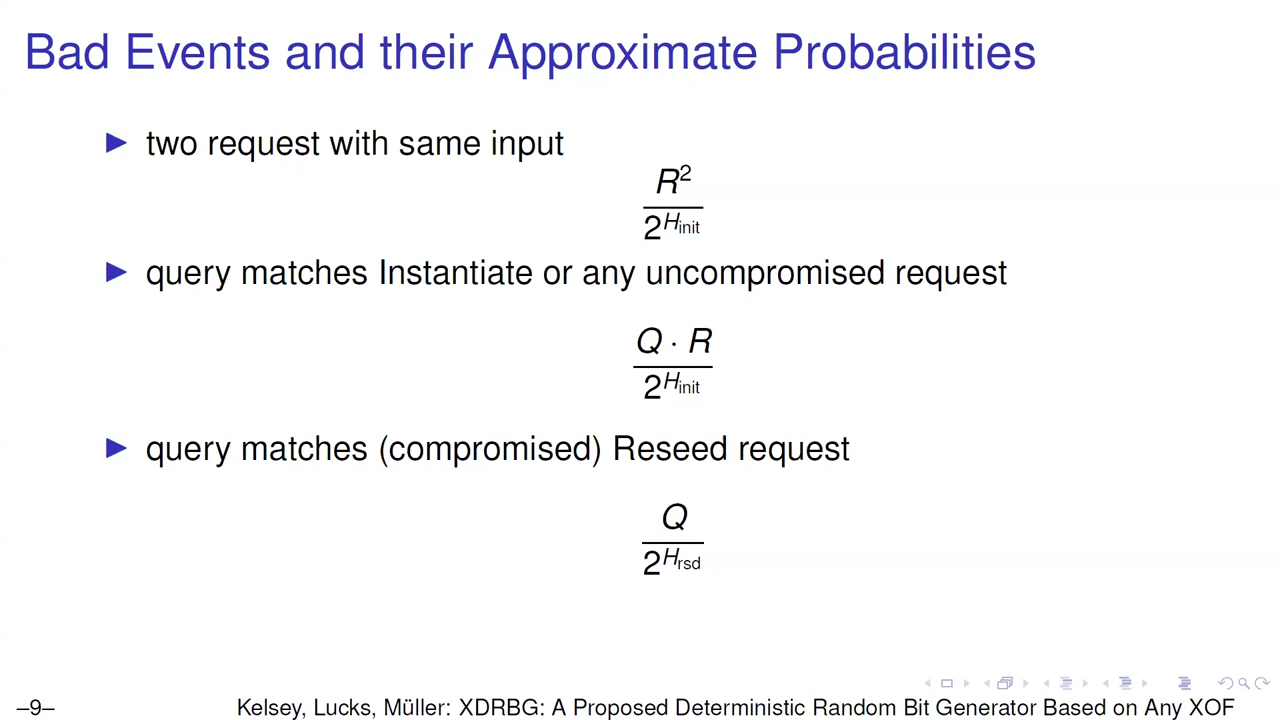 Bad Events and their Approximate Probabilities
▶ two request with same input
R²
2^{H_init}
▶ query matches Instantiate or any uncompromised request
Q · R
2^{H_init}
▶ query matches (compromised) Reseed request
Q
2^{H_rsd}
–9– Kelsey, Lucks, Müller: XDRBG: A Proposed Deterministic Random Bit Generator Based on Any XOF